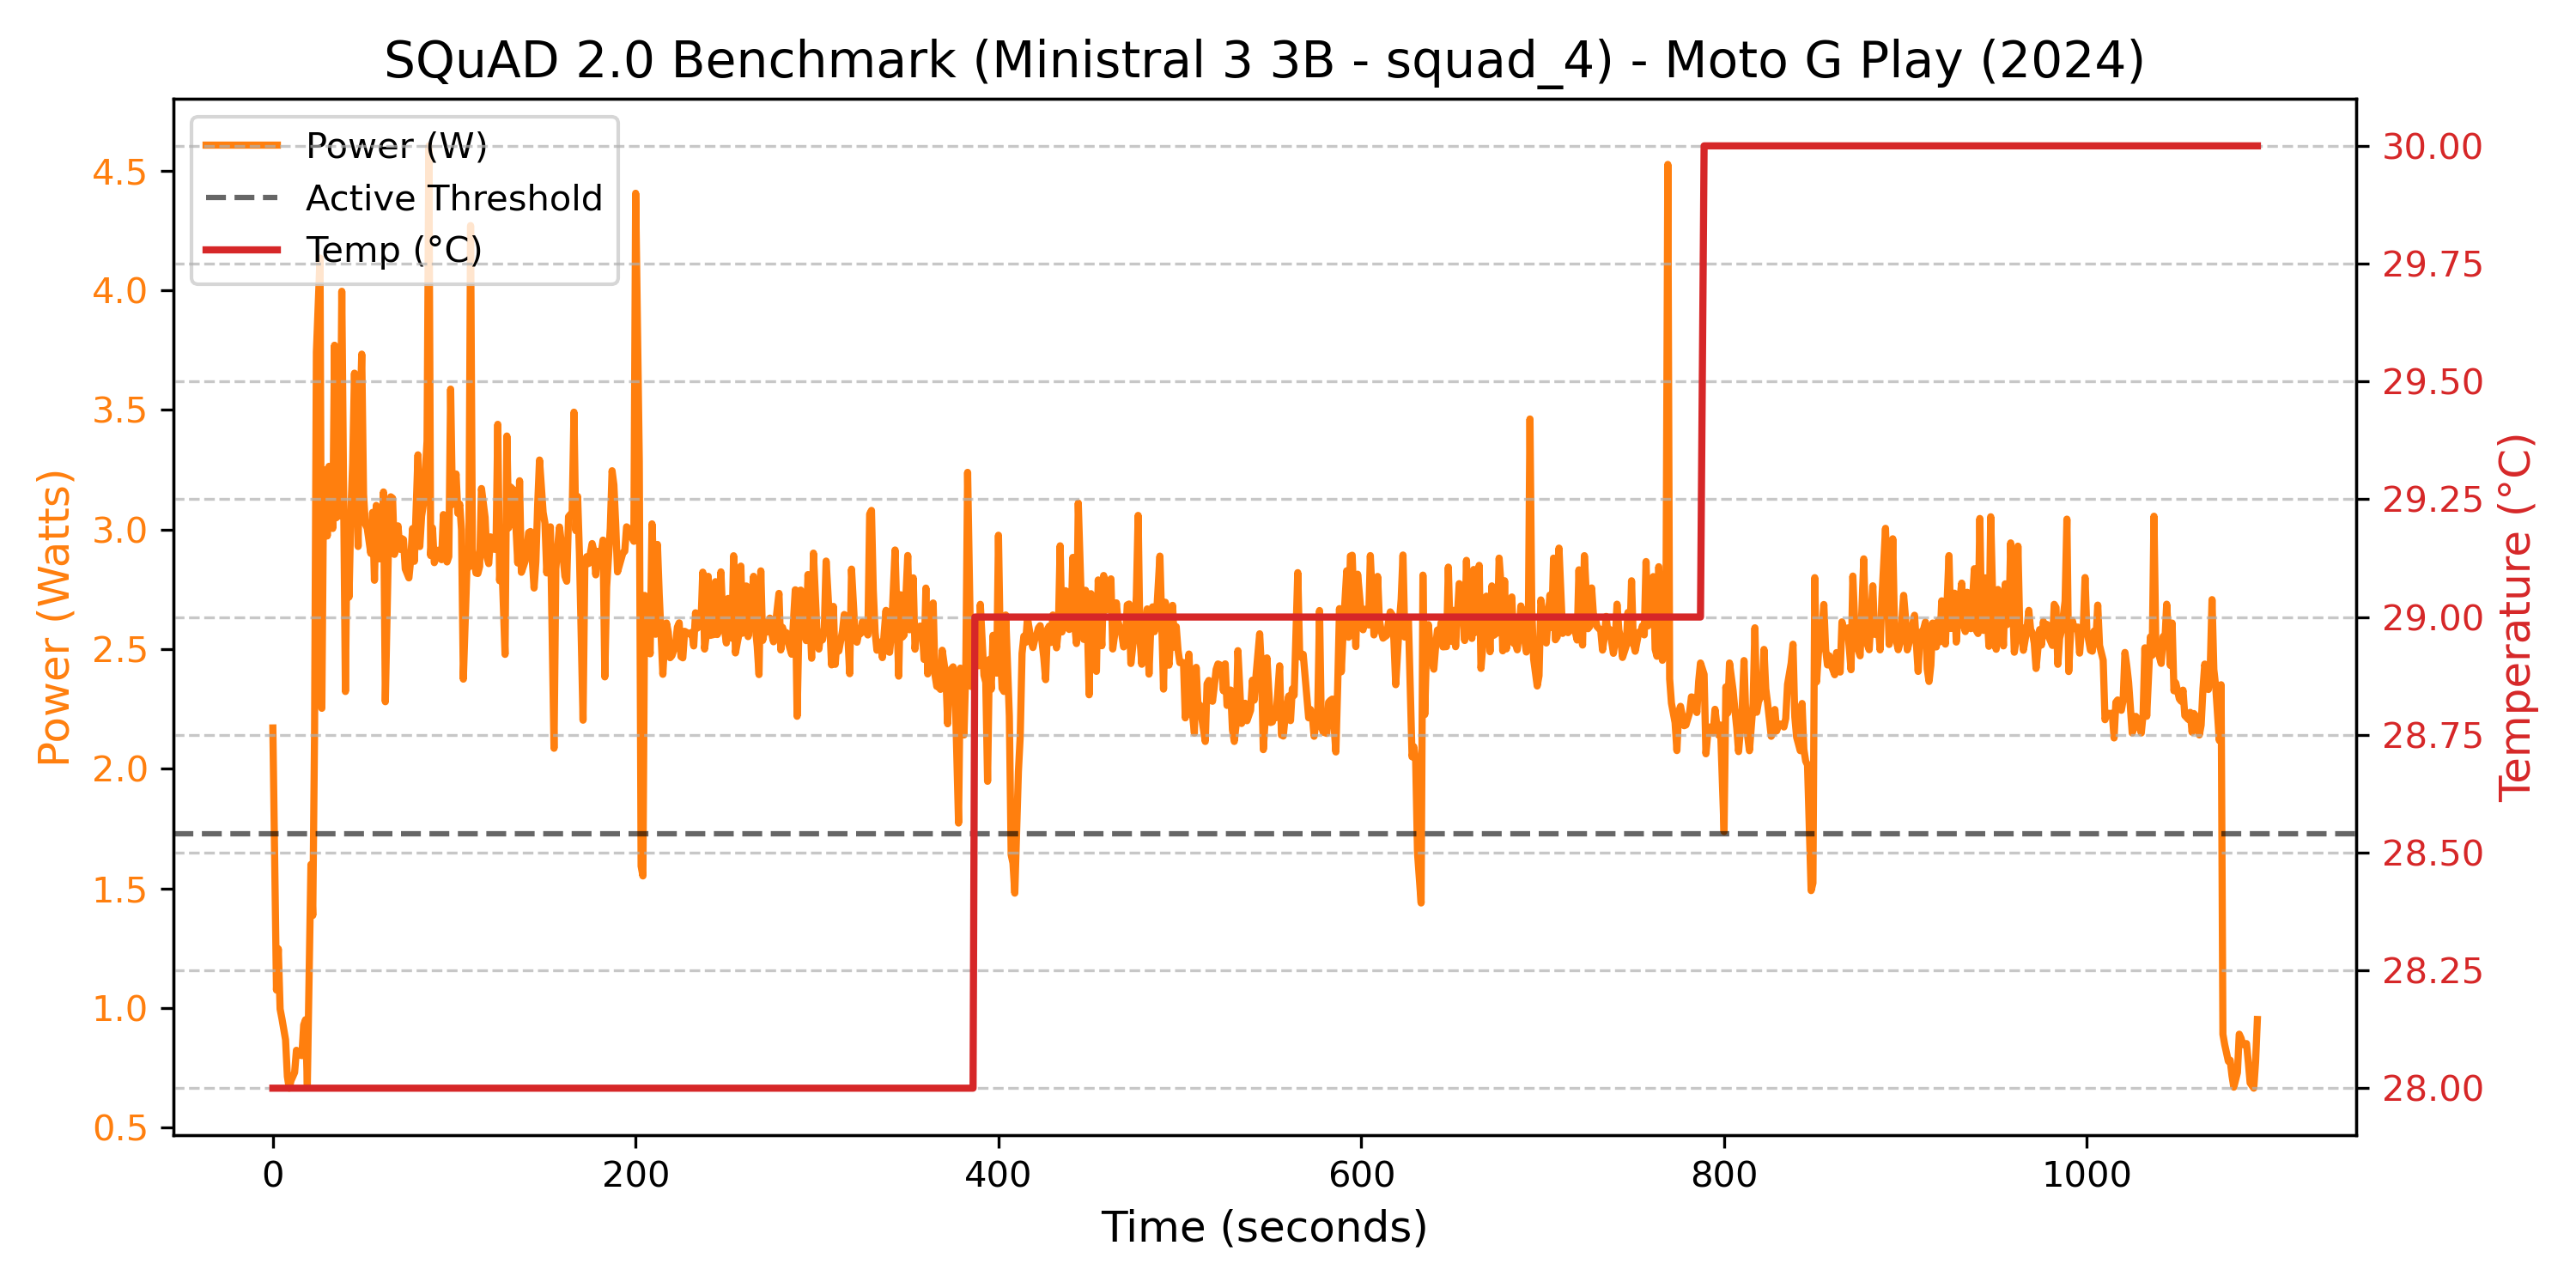 SQuAD 2.0 Benchmark (Ministral 3 3B - squad_4) - Moto G Play (2024)
Power (W)
Active Threshold
Temp (°C)
Power (Watts)
4.5
4.0
3.5
3.0
2.5
2.0
1.5
1.0
0.5
30.00
29.75
29.50
29.25
29.00
28.75
28.50
28.25
28.00
Temperature (°C)
0 200 400 600 800 1000
Time (seconds)